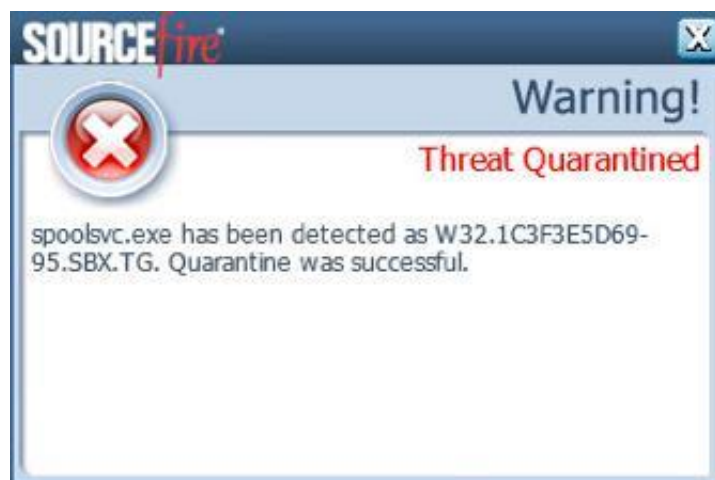 SOURCEfire
Warning!
Threat Quarantined
spoolsvc.exe has been detected as W32.1C3F3E5D69-
95.SBX.TG. Quarantine was successful.